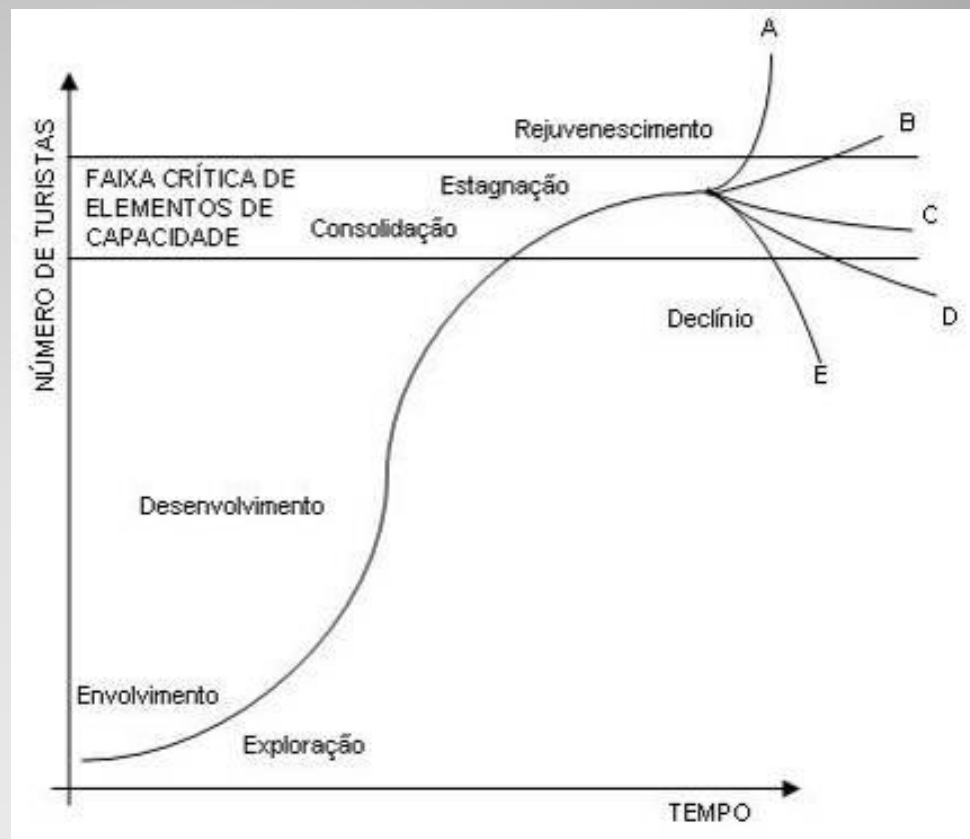 A
B
Rejuvenescimento
NÚMERO DE TURISTAS
FAIXA CRÍTICA DE
ELEMENTOS DE
CAPACIDADE
Estagnação
Consolidação
C
D
Declínio
E
Desenvolvimento
Envolvimento
Exploração
TEMPO